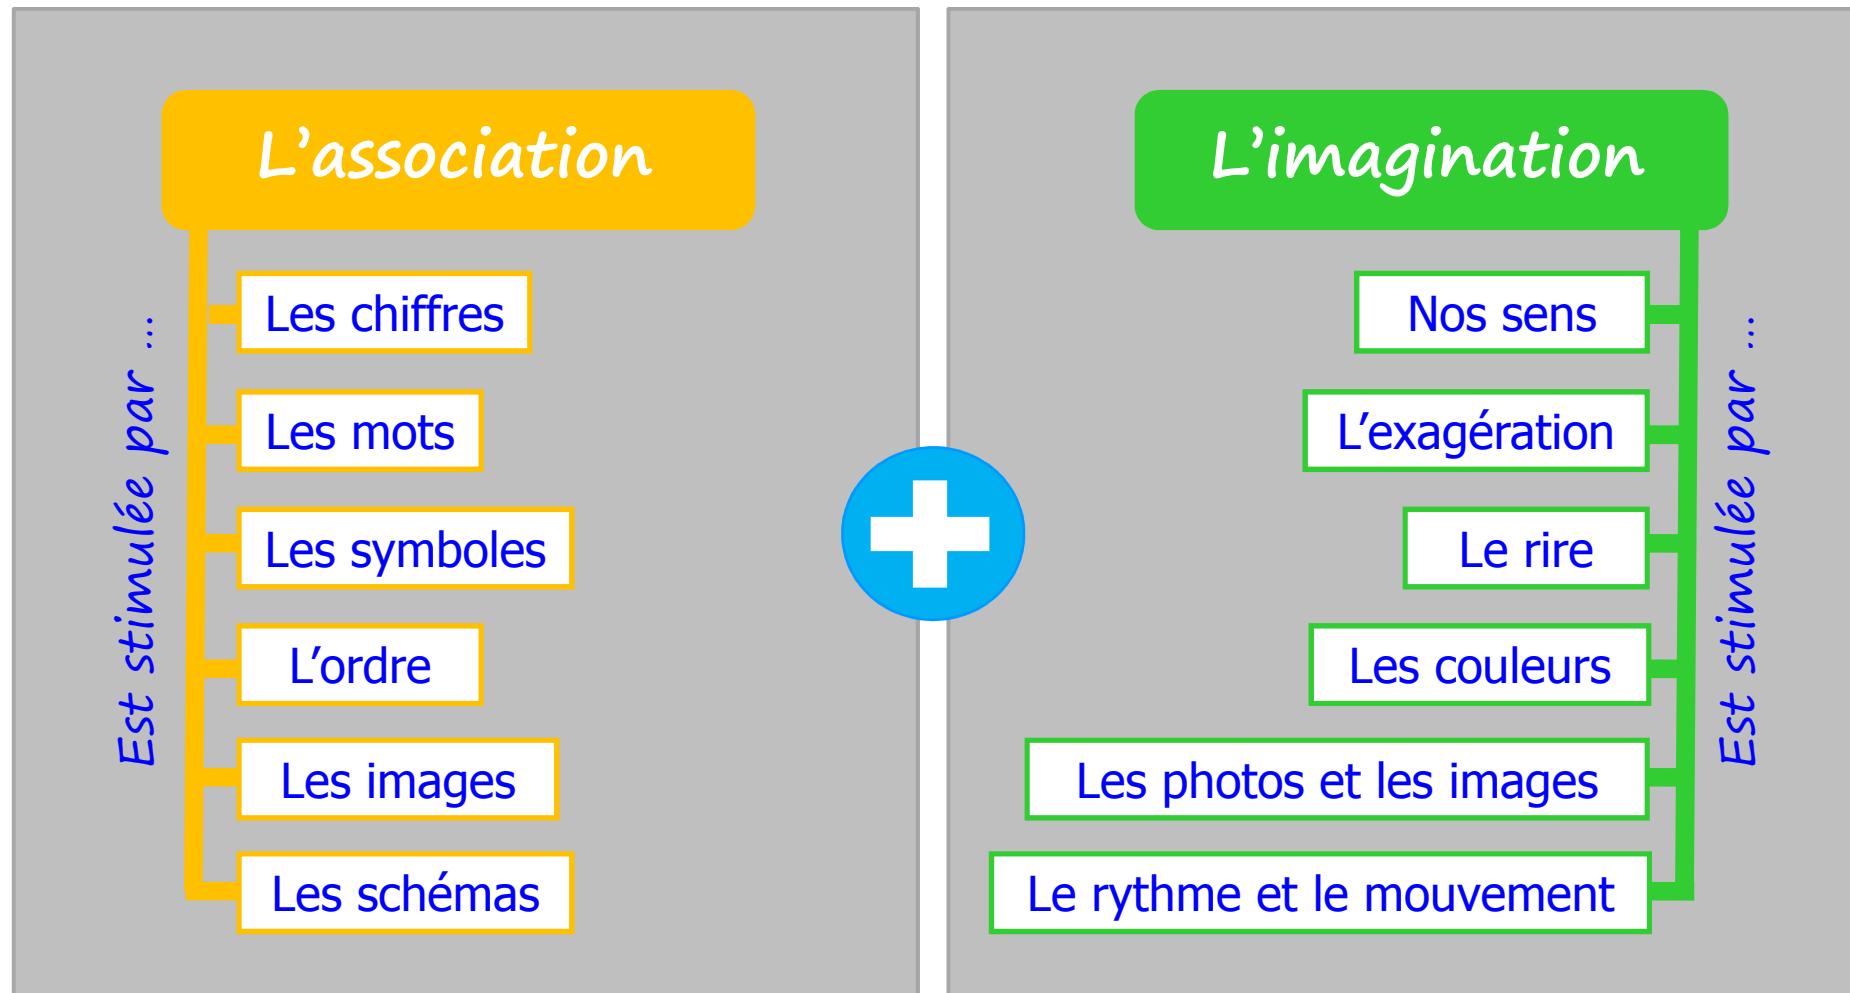 L’association
Est stimulée par ...
Les chiffres
Les mots
Les symboles
L’ordre
Les images
Les schémas
L’imagination
Est stimulée par ...
Nos sens
L’exagération
Le rire
Les couleurs
Les photos et les images
Le rythme et le mouvement